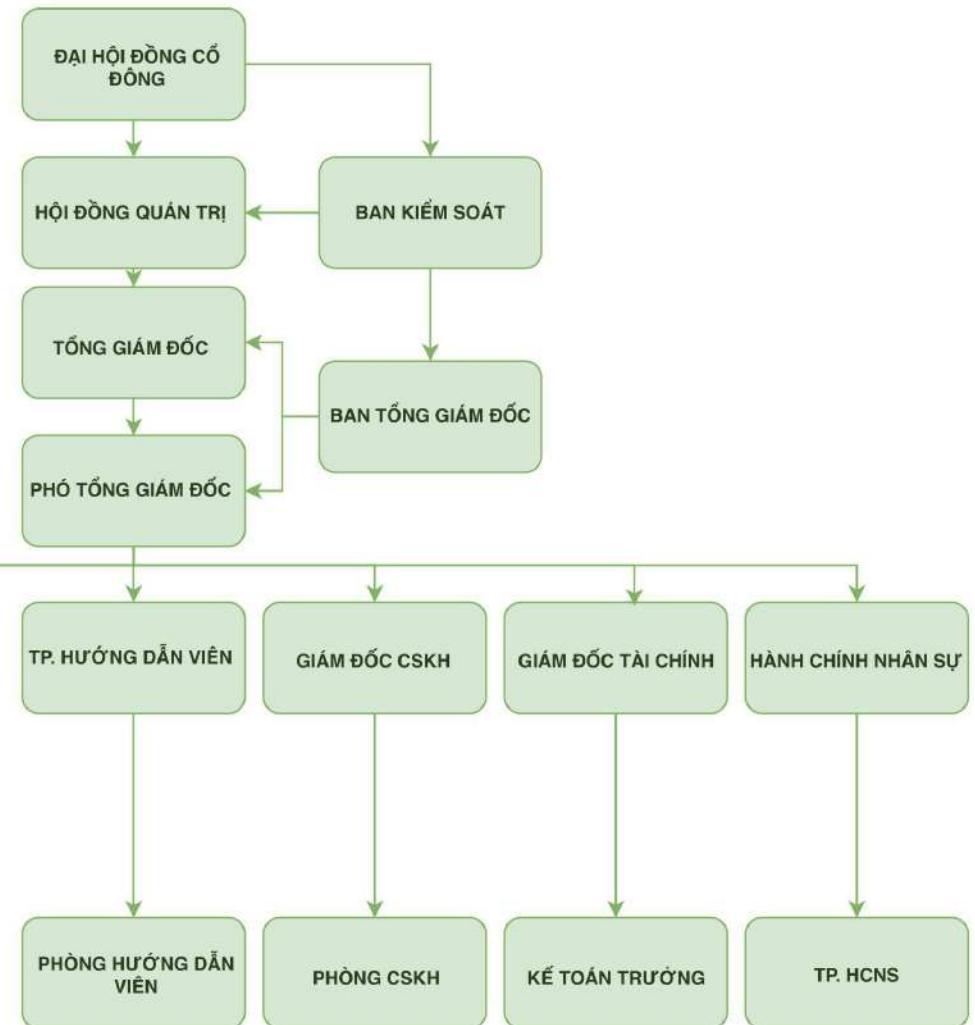 ĐẠI HỘI ĐỒNG CỔ
ĐÔNG
HỘI ĐỒNG QUẢN TRỊ
BAN KIỂM SOÁT
TỔNG GIÁM ĐỐC
BAN TỔNG GIÁM ĐỐC
PHÓ TỔNG GIÁM ĐỐC
TP. HƯỚNG DẪN VIÊN
GIÁM ĐỐC CSKH
GIÁM ĐỐC TÀI CHÍNH
HÀNH CHÍNH NHÂN SỰ
PHÒNG HƯỚNG DẪN
VIÊN
PHÒNG CSKH
KẾ TOÁN TRƯỞNG
TP. HCNS